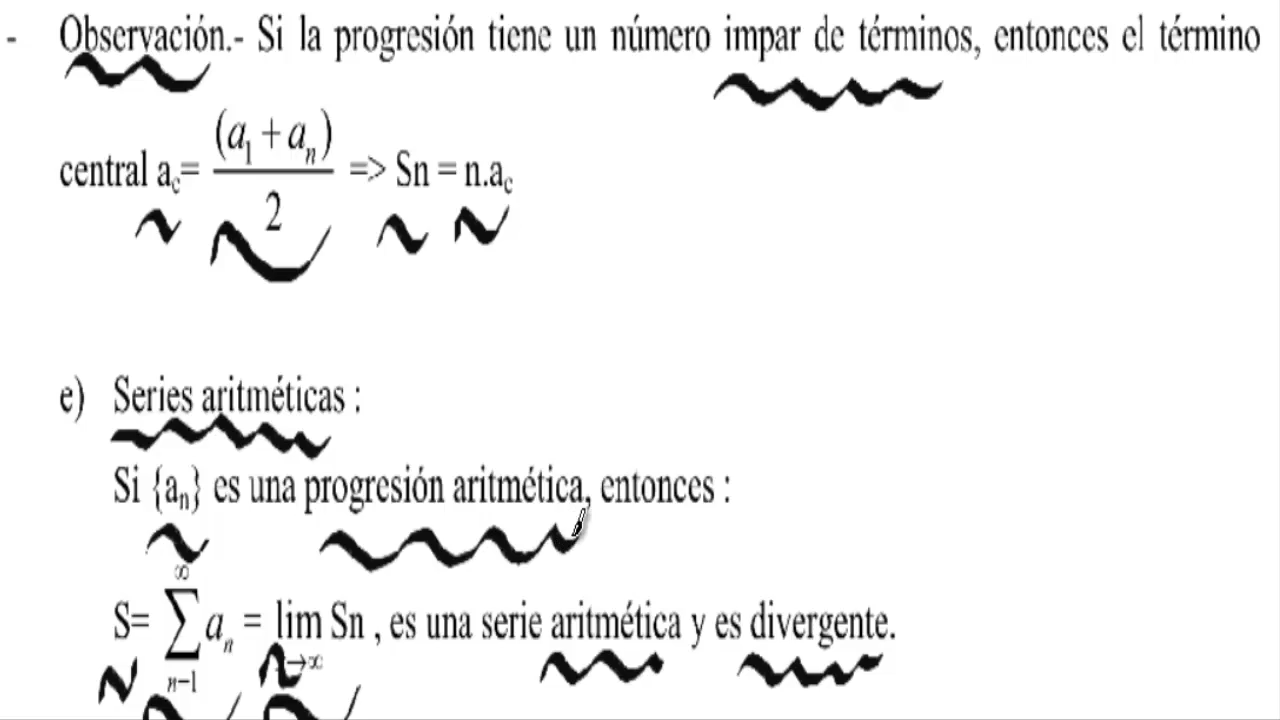 - Observación.- Si la progresión tiene un número impar de términos, entonces el término
central a_c= (a_1 + a_n) / 2 => Sn = n.a_c
e) Series aritméticas :
Si {a_n} es una progresión aritmética, entonces :
S= ∑_{n-1}^{∞} a_n = lim_{→∞} Sn , es una serie aritmética y es divergente.